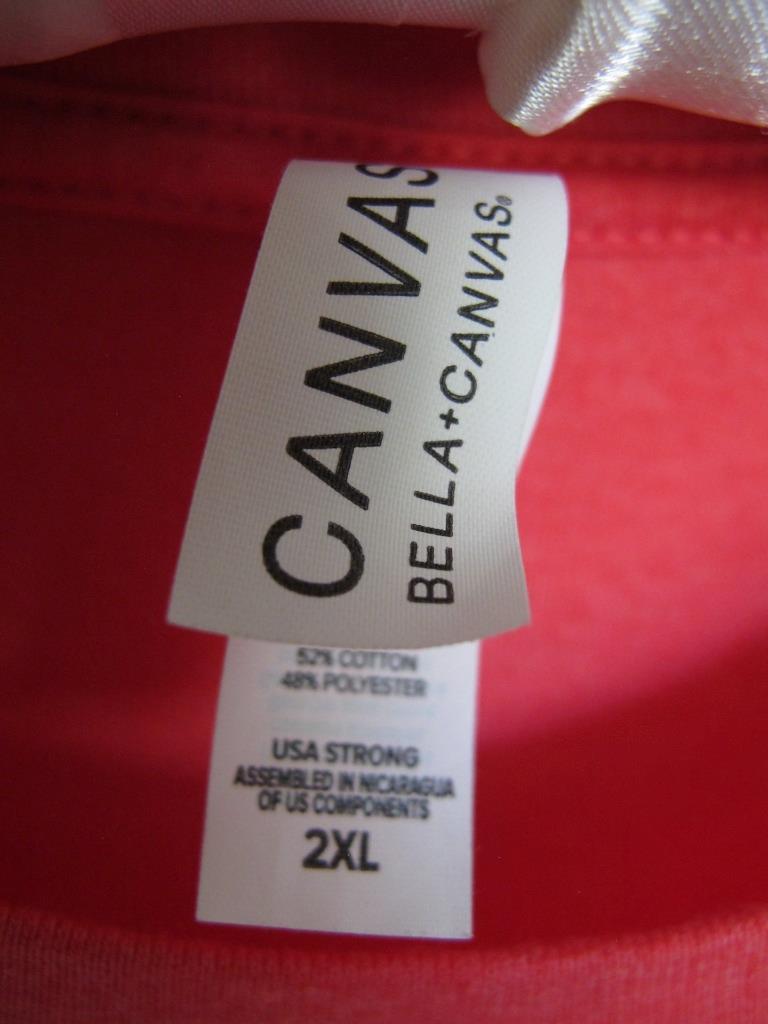 CANVAS
BELLA+CANVAS®
52% COTTON
48% POLYESTER
USA STRONG
ASSEMBLED IN NICARAGUA
OF US COMPONENTS
2XL